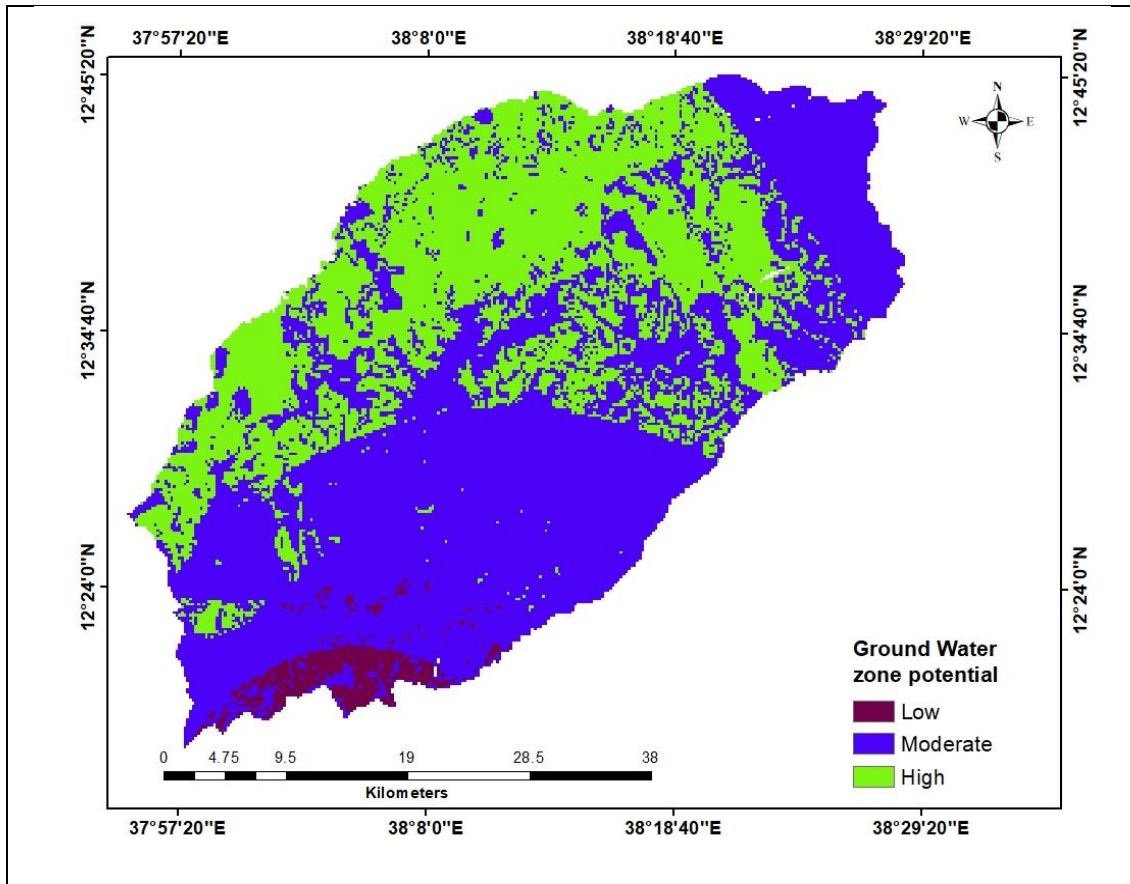 37°57'20"E 38°8'0"E 38°18'40"E 38°29'20"E
12°45'20"N 12°45'20"N
N
W E
S
12°34'40"N 12°34'40"N
12°24'0"N 12°24'0"N
Ground Water
zone potential
Low
Moderate
High
0 4.75 9.5 19 28.5 38
Kilometers
37°57'20"E 38°8'0"E 38°18'40"E 38°29'20"E